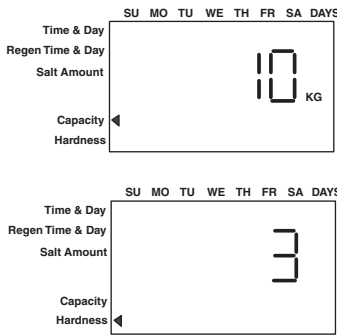 SU MO TU WE TH FR SA DAYS
Time & Day
Regen Time & Day
Salt Amount
10 KG
Capacity
Hardness
SU MO TU WE TH FR SA DAYS
Time & Day
Regen Time & Day
Salt Amount
3
Capacity
Hardness